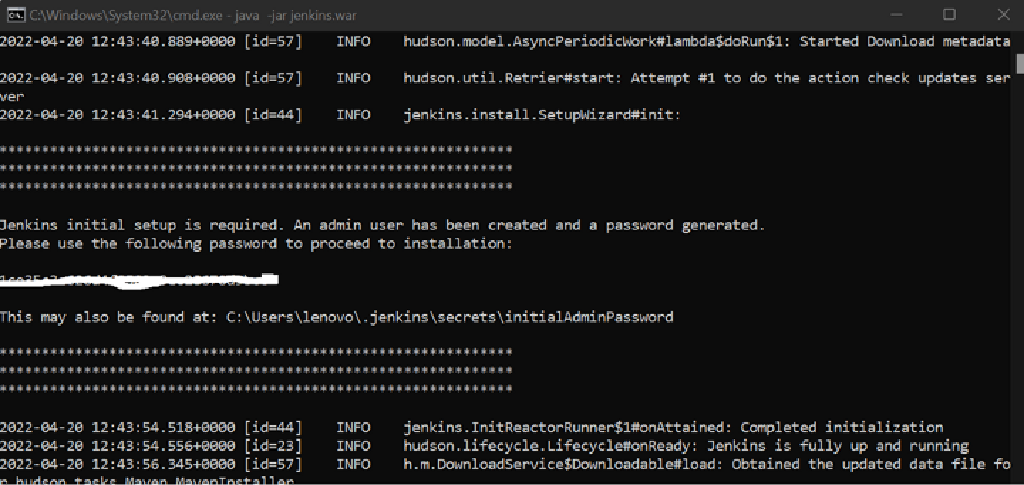 C:\Windows\System32\cmd.exe - java -jar jenkins.war
2022-04-20 12:43:40.889+0000 [id=57] INFO hudson.model.AsyncPeriodicWork#lambda$doRun$1: Started Download metadata
2022-04-20 12:43:40.908+0000 [id=57] INFO hudson.util.Retrier#start: Attempt #1 to do the action check updates ser
ver
2022-04-20 12:43:41.294+0000 [id=44] INFO jenkins.install.SetupWizard#init:
*************************************************************
*************************************************************
*************************************************************
Jenkins initial setup is required. An admin user has been created and a password generated.
Please use the following password to proceed to installation:
This may also be found at: C:\Users\lenovo\.jenkins\secrets\initialAdminPassword
*************************************************************
*************************************************************
*************************************************************
2022-04-20 12:43:54.518+0000 [id=44] INFO jenkins.InitReactorRunner$1#onAttained: Completed initialization
2022-04-20 12:43:54.556+0000 [id=23] INFO hudson.lifecycle.Lifecycle#onReady: Jenkins is fully up and running
2022-04-20 12:43:56.345+0000 [id=57] INFO h.m.DownloadService$Downloadable#load: Obtained the updated data file fo
r hudson.tasks.Maven.MavenInstaller